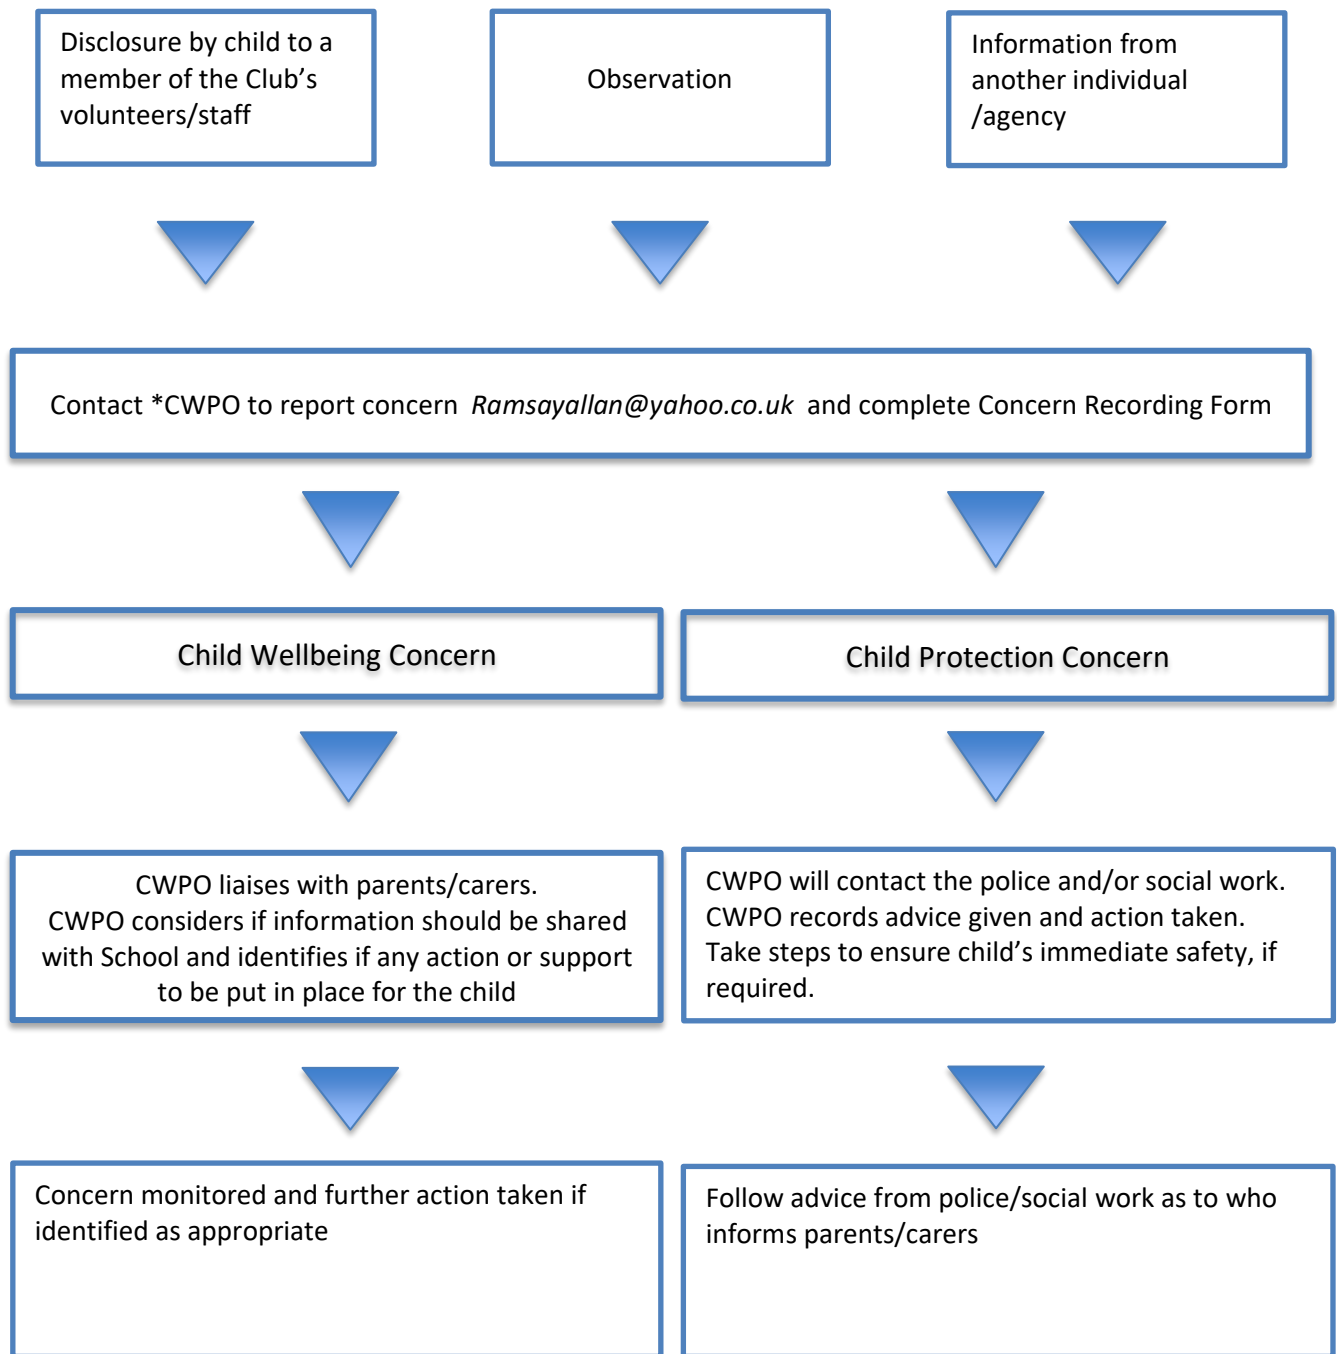 Disclosure by child to a
member of the Club’s
volunteers/staff
Observation
Information from
another individual
/agency
Contact *CWPO to report concern Ramsayallan@yahoo.co.uk and complete Concern Recording Form
Child Wellbeing Concern
Child Protection Concern
CWPO liaises with parents/carers.
CWPO considers if information should be shared
with School and identifies if any action or support
to be put in place for the child
CWPO will contact the police and/or social work.
CWPO records advice given and action taken.
Take steps to ensure child’s immediate safety, if
required.
Concern monitored and further action taken if
identified as appropriate
Follow advice from police/social work as to who
informs parents/carers